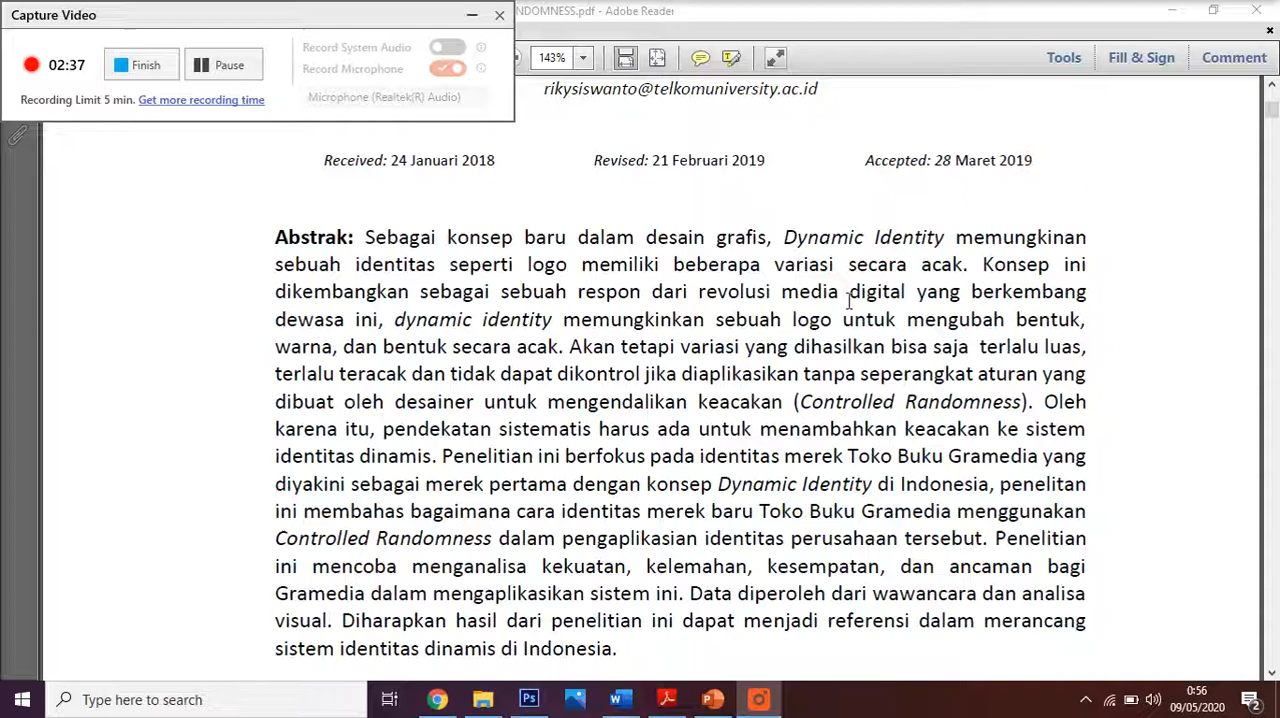 Capture Video
NDOMNESS.pdf - Adobe Reader
02:37
Finish
Pause
Record System Audio
Record Microphone
Microphone (Realtek(R) Audio)
Recording Limit 5 min. Get more recording time
143%
Tools
Fill & Sign
Comment
rikysiswanto@telkomuniversity.ac.id
Received: 24 Januari 2018 Revised: 21 Februari 2019 Accepted: 28 Maret 2019
Abstrak: Sebagai konsep baru dalam desain grafis, Dynamic Identity memungkinan
sebuah identitas seperti logo memiliki beberapa variasi secara acak. Konsep ini
dikembangkan sebagai sebuah respon dari revolusi media digital yang berkembang
dewasa ini, dynamic identity memungkinkan sebuah logo untuk mengubah bentuk,
warna, dan bentuk secara acak. Akan tetapi variasi yang dihasilkan bisa saja terlalu luas,
terlalu teracak dan tidak dapat dikontrol jika diaplikasikan tanpa seperangkat aturan yang
dibuat oleh desainer untuk mengendalikan keacakan (Controlled Randomness). Oleh
karena itu, pendekatan sistematis harus ada untuk menambahkan keacakan ke sistem
identitas dinamis. Penelitian ini berfokus pada identitas merek Toko Buku Gramedia yang
diyakini sebagai merek pertama dengan konsep Dynamic Identity di Indonesia, penelitan
ini membahas bagaimana cara identitas merek baru Toko Buku Gramedia menggunakan
Controlled Randomness dalam pengaplikasian identitas perusahaan tersebut. Penelitian
ini mencoba menganalisa kekuatan, kelemahan, kesempatan, dan ancaman bagi
Gramedia dalam mengaplikasikan sistem ini. Data diperoleh dari wawancara dan analisa
visual. Diharapkan hasil dari penelitian ini dapat menjadi referensi dalam merancang
sistem identitas dinamis di Indonesia.
Type here to search
0:56
09/05/2020
2